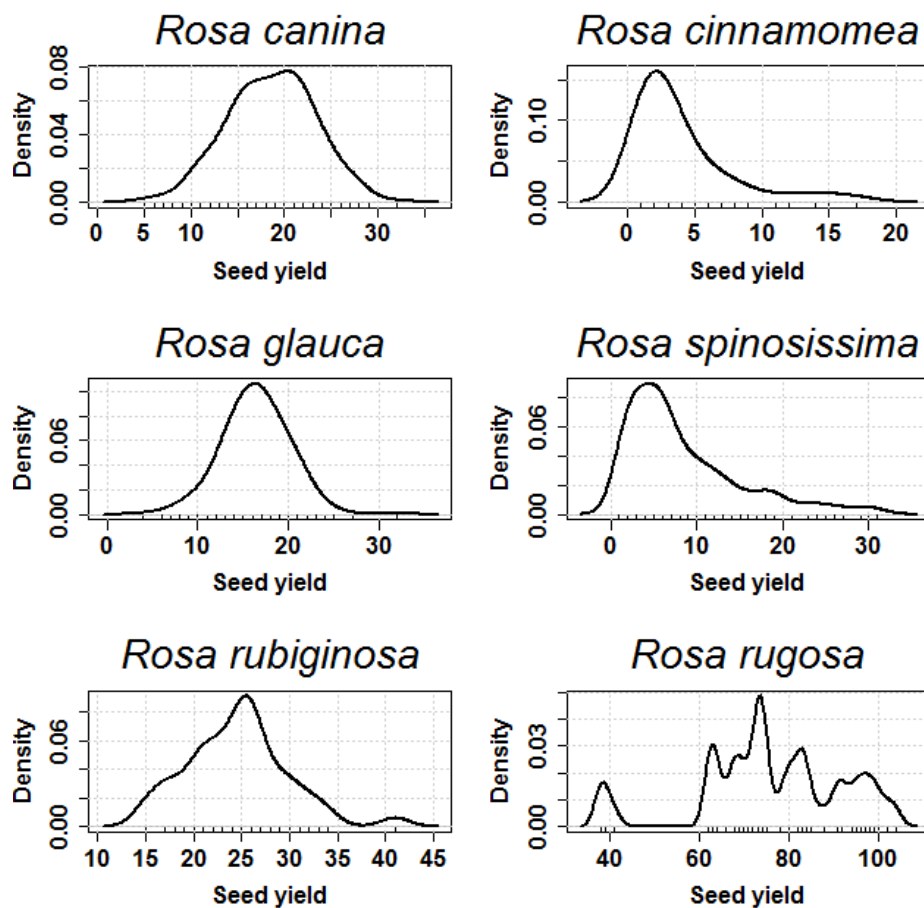 Rosa canina
Density
0.00
0.04
0.08
0 5 10 20 30
Seed yield
Rosa cinnamomea
Density
0.00
0.10
0 5 10 15 20
Seed yield
Rosa glauca
Density
0.00
0.06
0 10 20 30
Seed yield
Rosa spinosissima
Density
0.00
0.06
0 10 20 30
Seed yield
Rosa rubiginosa
Density
0.00
0.06
10 15 20 25 30 35 40 45
Seed yield
Rosa rugosa
Density
0.00
0.03
40 60 80 100
Seed yield